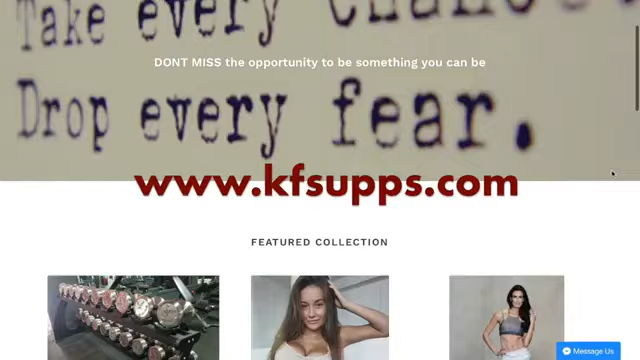 Take every chance.
DONT MISS the opportunity to be something you can be
Drop every fear.
www.kfsupps.com
FEATURED COLLECTION
Message Us